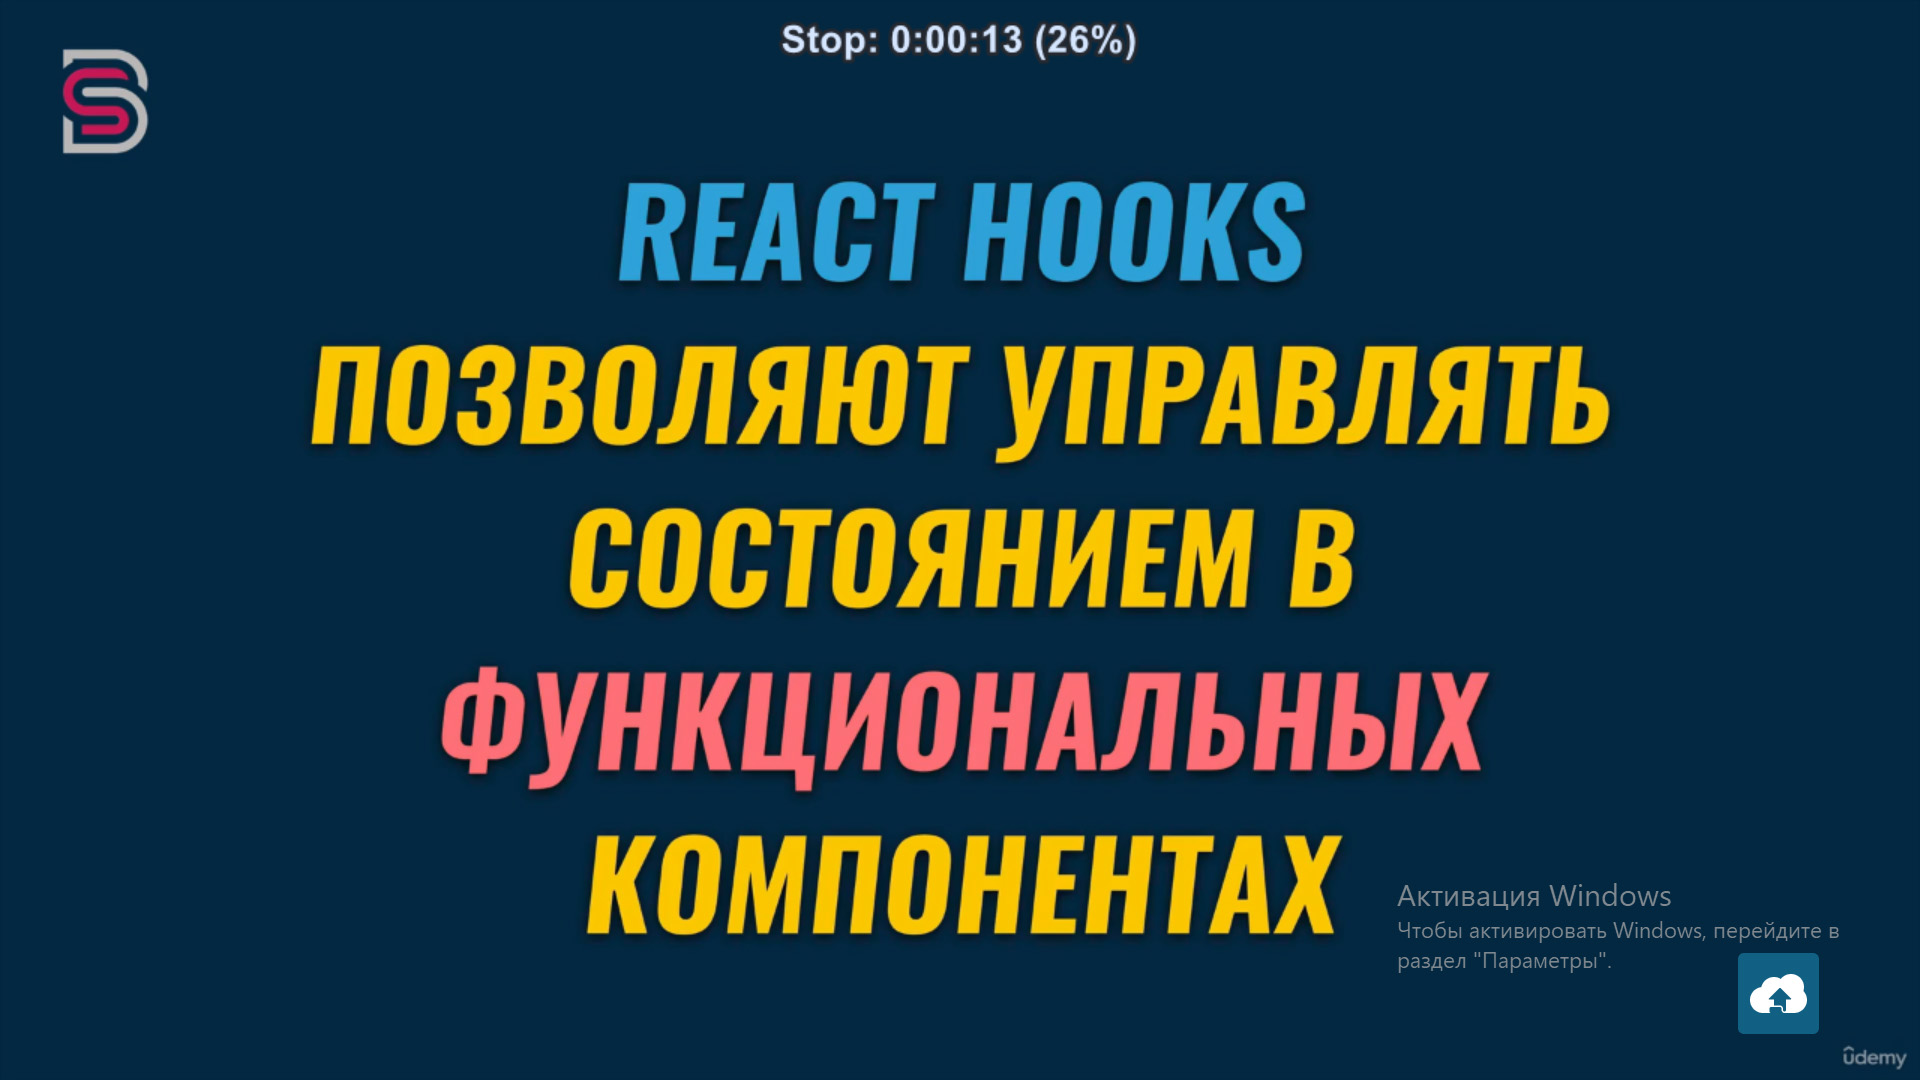 Stop: 0:00:13 (26%)
REACT HOOKS
ПОЗВОЛЯЮТ УПРАВЛЯТЬ
СОСТОЯНИЕМ В
ФУНКЦИОНАЛЬНЫХ
КОМПОНЕНТАХ
Активация Windows
Чтобы активировать Windows, перейдите в
раздел "Параметры".
ûdemy